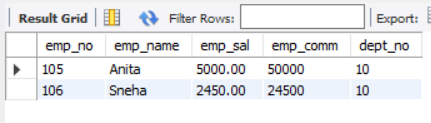 Result Grid Filter Rows: Export:
emp_no emp_name emp_sal emp_comm dept_no
105 Anita 5000.00 50000 10
106 Sneha 2450.00 24500 10